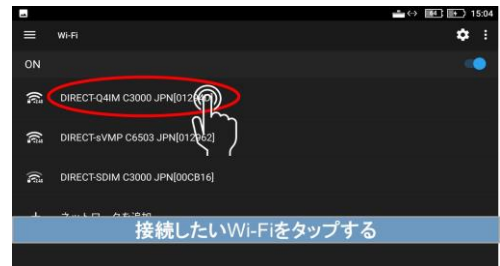 15:04
Wi-Fi
ON
DIRECT-Q4IM C3000 JPN[012
DIRECT-sVMP C6503 JPN[012962]
DIRECT-SDIM C3000 JPN[00CB16]
接続したいWi-Fiをタップする